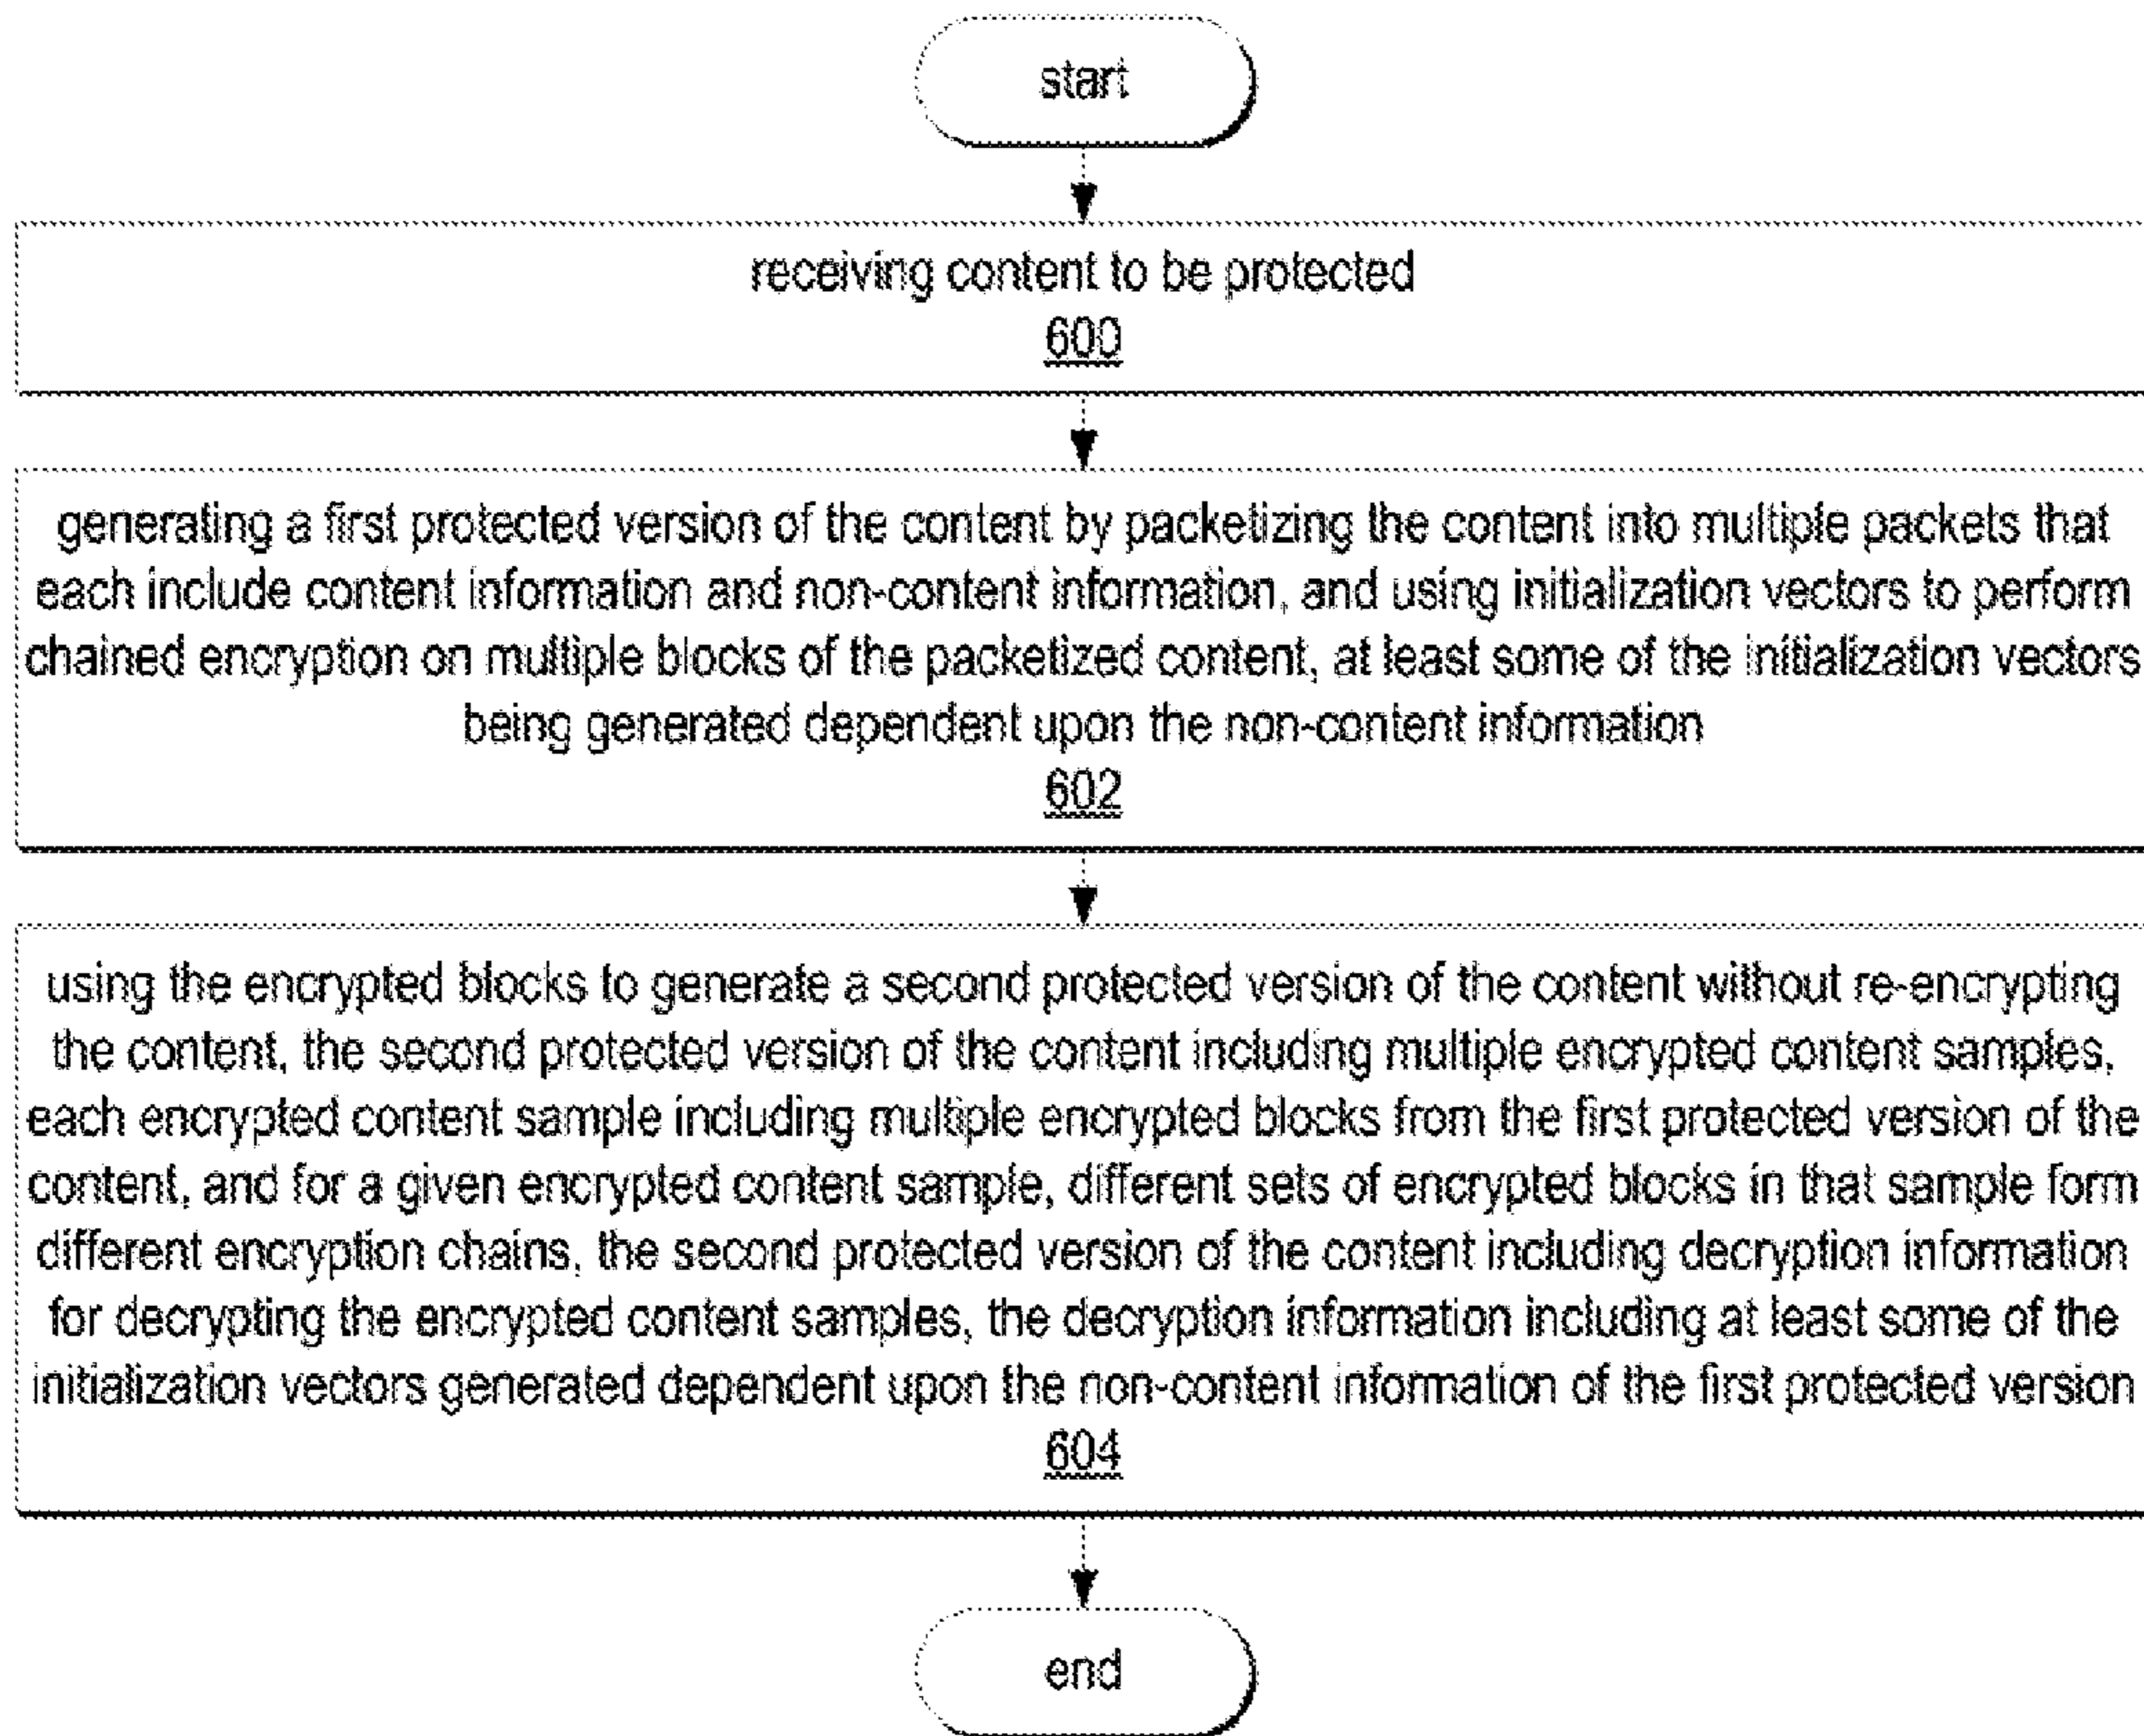 start
receiving content to be protected
600
generating a first protected version of the content by packetizing the content into multiple packets that
each include content information and non-content information, and using initialization vectors to perform
chained encryption on multiple blocks of the packetized content, at least some of the initialization vectors
being generated dependent upon the non-content information
602
using the encrypted blocks to generate a second protected version of the content without re-encrypting
the content, the second protected version of the content including multiple encrypted content samples,
each encrypted content sample including multiple encrypted blocks from the first protected version of the
content, and for a given encrypted content sample, different sets of encrypted blocks in that sample form
different encryption chains, the second protected version of the content including decryption information
for decrypting the encrypted content samples, the decryption information including at least some of the
initialization vectors generated dependent upon the non-content information of the first protected version
604
end